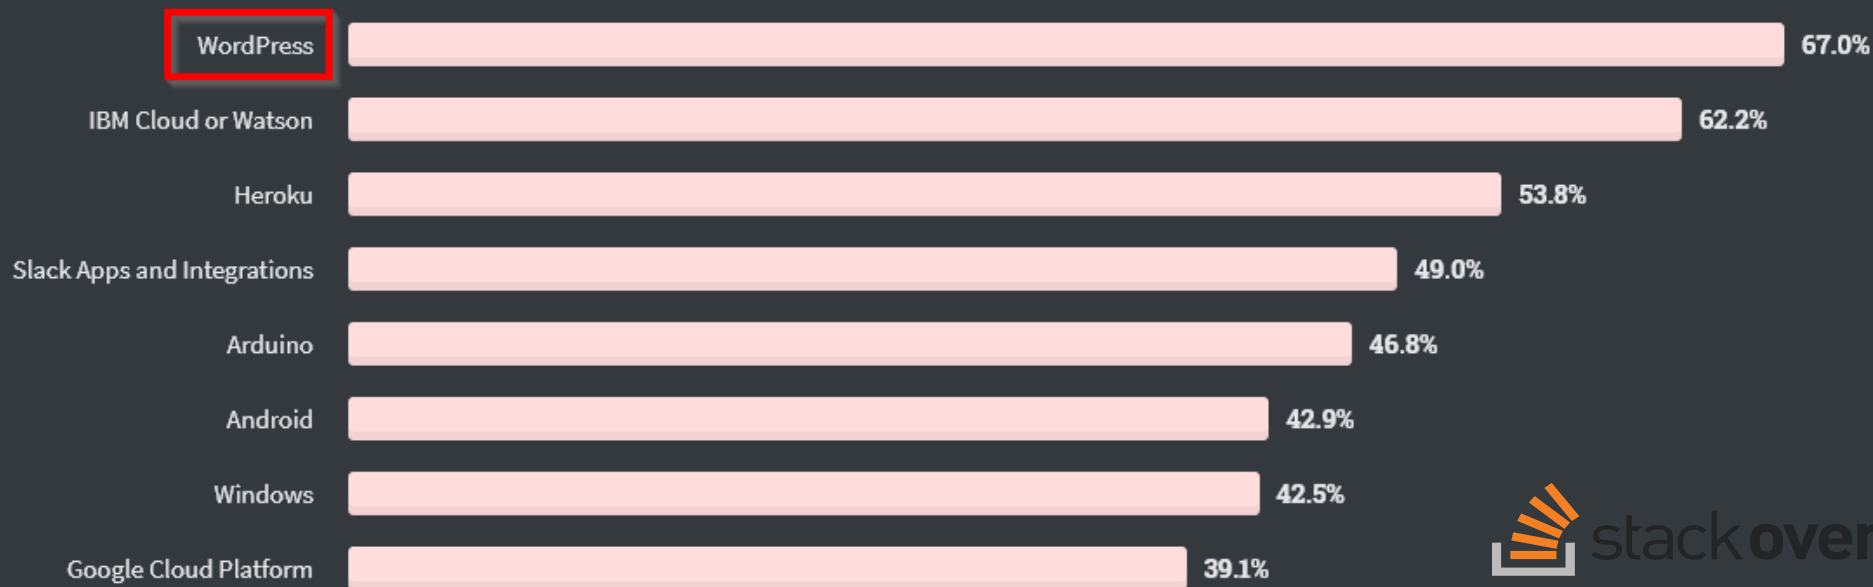 WordPress 67.0%
IBM Cloud or Watson 62.2%
Heroku 53.8%
Slack Apps and Integrations 49.0%
Arduino 46.8%
Android 42.9%
Windows 42.5%
Google Cloud Platform 39.1%
stack over